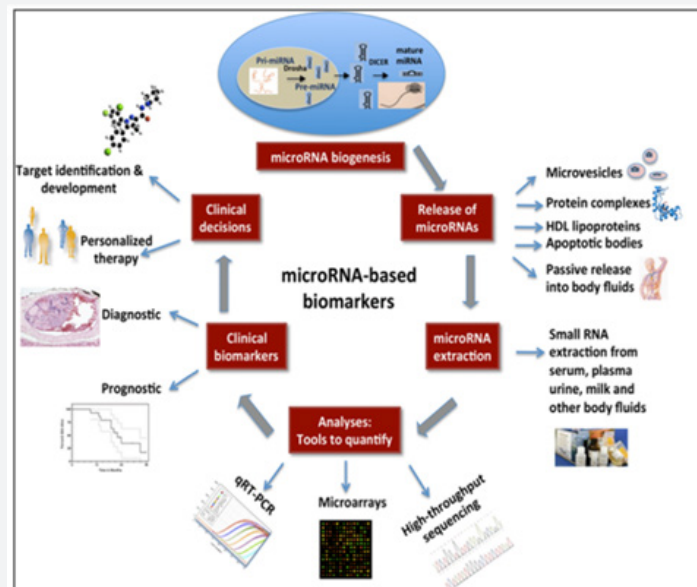 Pri-miRNA
Drosha
Pre-miRNA
DICER
mature
miRNA
microRNA biogenesis
Release of
microRNAs
Microvesicles
Protein complexes
HDL lipoproteins
Apoptotic bodies
Passive release
into body fluids
microRNA
extraction
Small RNA
extraction from
serum, plasma
urine, milk and
other body fluids
Analyses:
Tools to quantify
qRT-PCR
Microarrays
High-throughput
sequencing
Clinical
biomarkers
Diagnostic
Prognostic
Clinical
decisions
Target identification &
development
Personalized
therapy
microRNA-based
biomarkers